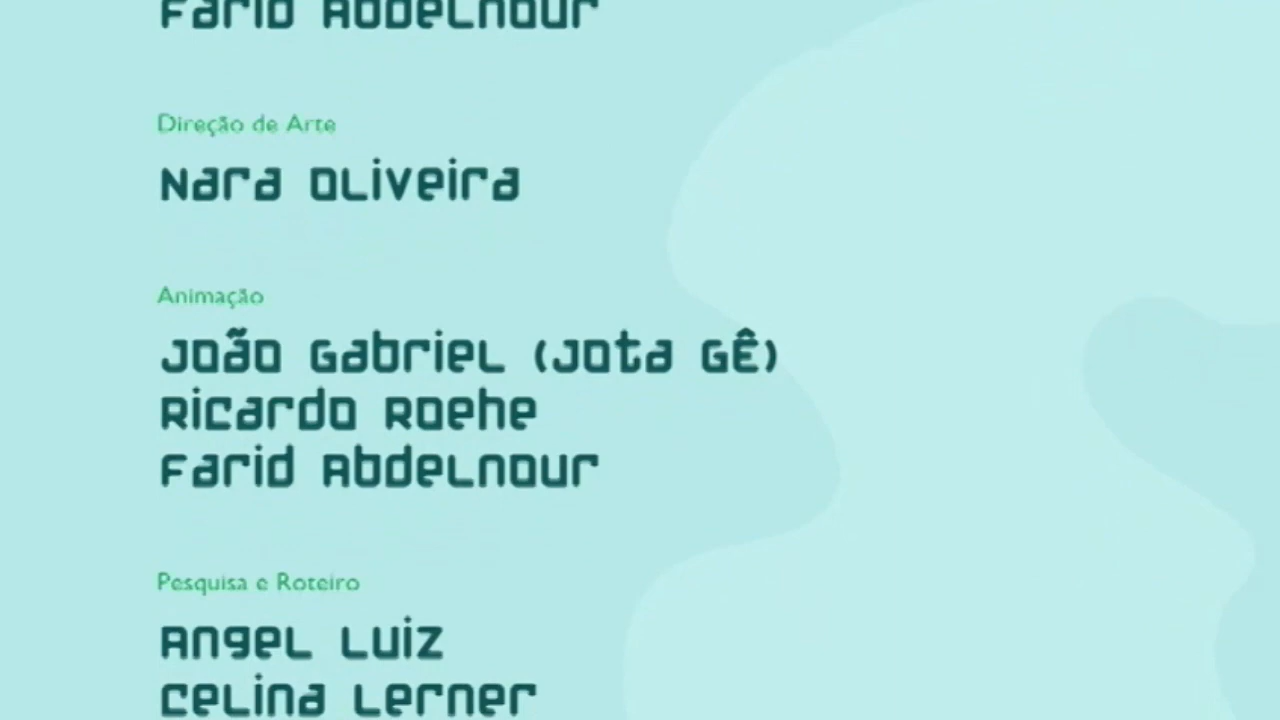 Farid Abdelnour
Direção de Arte
Nara Oliveira
Animação
João Gabriel (Jota Gê)
Ricardo Roehe
Farid Abdelnour
Pesquisa e Roteiro
Angel Luiz
Celina Lerner